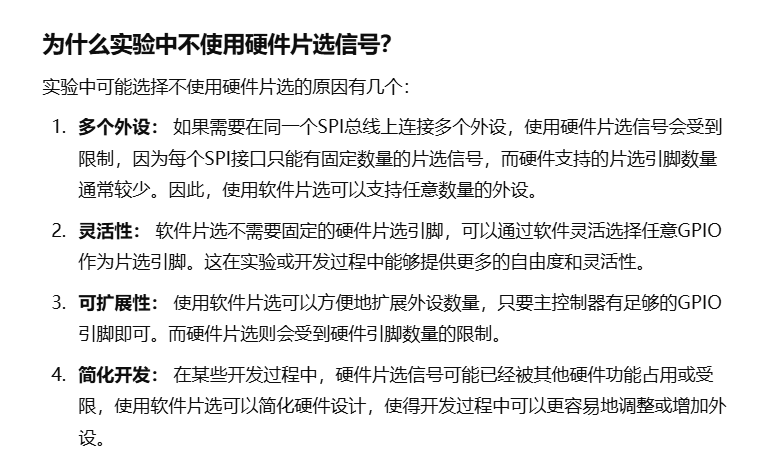 为什么实验中不使用硬件片选信号？
实验中可能选择不使用硬件片选的原因有几个：
1. 多个外设： 如果需要在同一个SPI总线上连接多个外设，使用硬件片选信号会受到
限制，因为每个SPI接口只能有固定数量的片选信号，而硬件支持的片选引脚数量
通常较少。因此，使用软件片选可以支持任意数量的外设。
2. 灵活性： 软件片选不需要固定的硬件片选引脚，可以通过软件灵活选择任意GPIO
作为片选引脚。这在实验或开发过程中能够提供更多的自由度和灵活性。
3. 可扩展性： 使用软件片选可以方便地扩展外设数量，只要主控制器有足够的GPIO
引脚即可。而硬件片选则会受到硬件引脚数量的限制。
4. 简化开发： 在某些开发过程中，硬件片选信号可能已经被其他硬件功能占用或受
限，使用软件片选可以简化硬件设计，使得开发过程中可以更容易地调整或增加外
设。